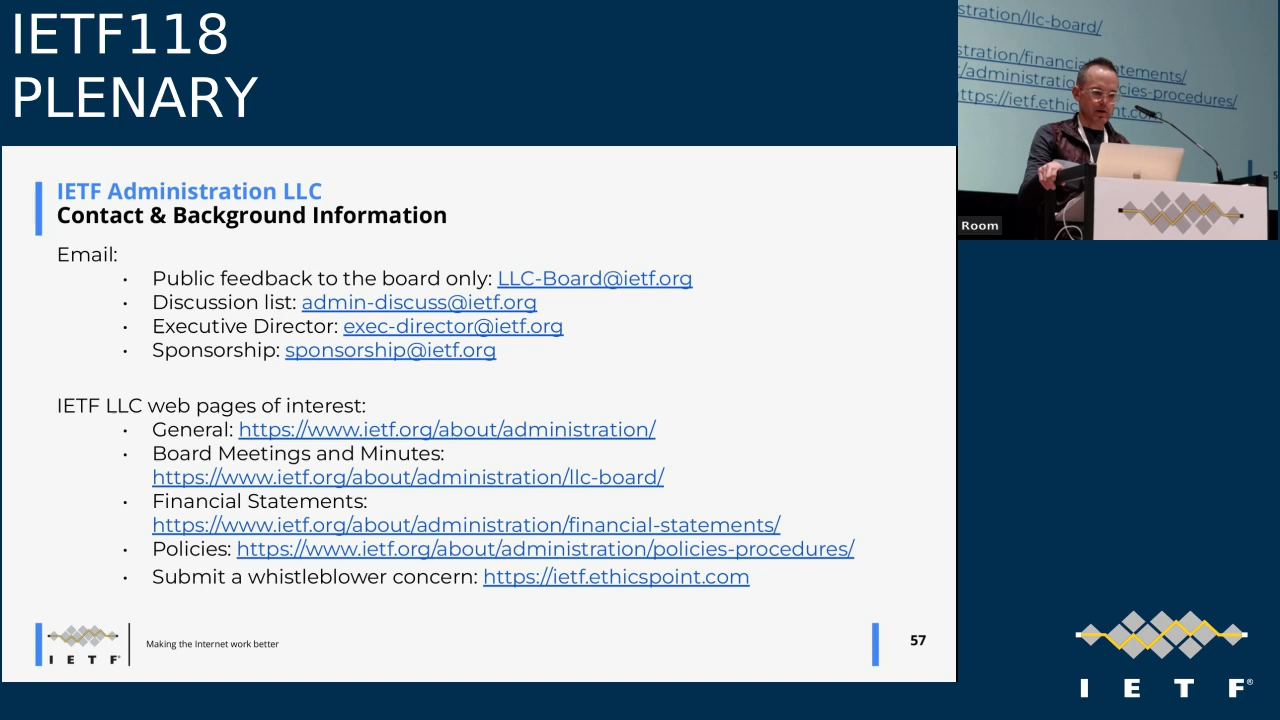 IETF118
PLENARY
IETF Administration LLC
Contact & Background Information
Email:
• Public feedback to the board only: LLC-Board@ietf.org
• Discussion list: admin-discuss@ietf.org
• Executive Director: exec-director@ietf.org
• Sponsorship: sponsorship@ietf.org
IETF LLC web pages of interest:
• General: https://www.ietf.org/about/administration/
• Board Meetings and Minutes:
https://www.ietf.org/about/administration/llc-board/
• Financial Statements:
https://www.ietf.org/about/administration/financial-statements/
• Policies: https://www.ietf.org/about/administration/policies-procedures/
• Submit a whistleblower concern: https://ietf.ethicspoint.com
I E T F
Making the Internet work better
57
stration/llc-board/
stration/financial-statements/
/administratio cies-procedures/
https://ietf.ethic nt.com
Room
I E T F®